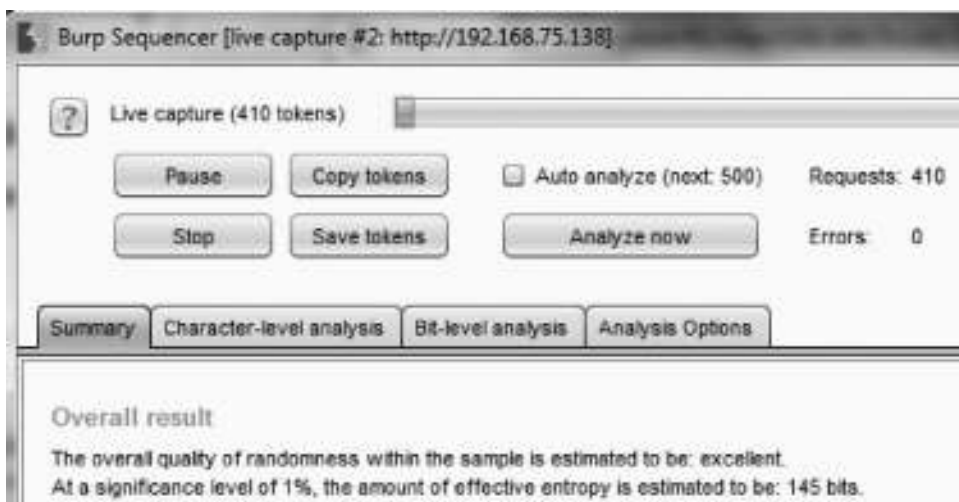 Burp Sequencer [live capture #2: http://192.168.75.138]
? Live capture (410 tokens)
Pause Copy tokens Auto analyze (next: 500) Requests: 410
Stop Save tokens Analyze now Errors: 0
Summary Character-level analysis Bit-level analysis Analysis Options
Overall result
The overall quality of randomness within the sample is estimated to be: excellent.
At a significance level of 1%, the amount of effective entropy is estimated to be: 145 bits.